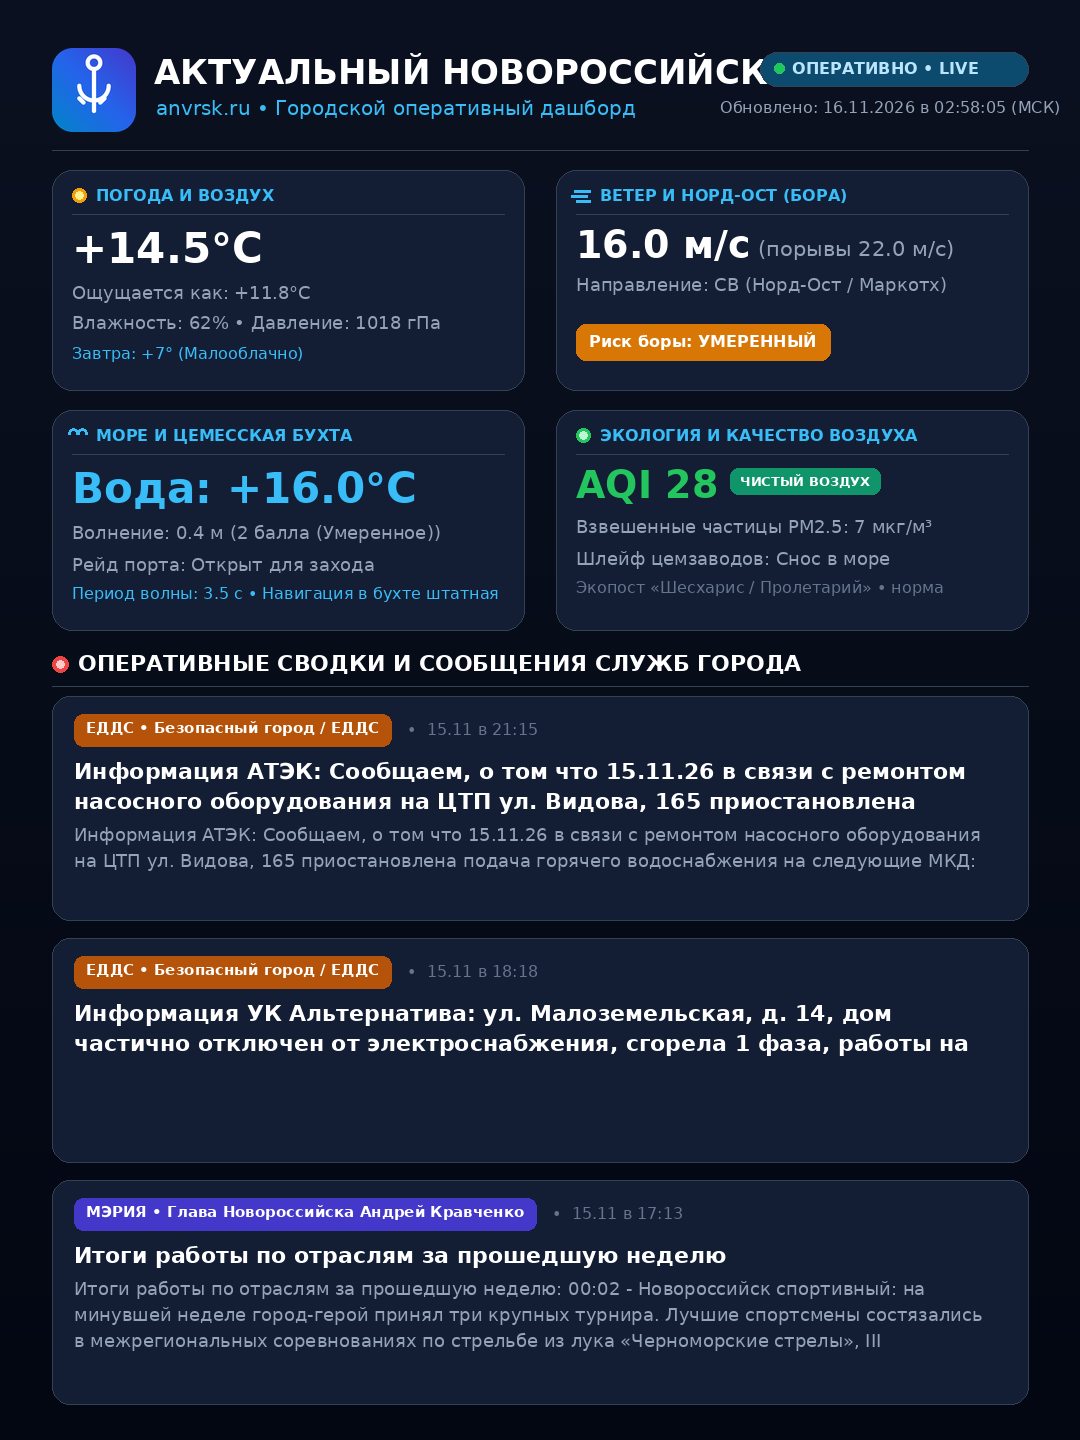 АКТУАЛЬНЫЙ НОВОРОССИЙСК
ОПЕРАТИВНО • LIVE
anvrsk.ru • Городской оперативный дашборд
Обновлено: 16.11.2026 в 02:58:05 (МСК)
ПОГОДА И ВОЗДУХ
+14.5°C
Ощущается как: +11.8°C
Влажность: 62% • Давление: 1018 гПа
Завтра: +7° (Малооблачно)
ВЕТЕР И НОРД-ОСТ (БОРА)
16.0 м/с (порывы 22.0 м/с)
Направление: СВ (Норд-Ост / Маркотх)
Риск боры: УМЕРЕННЫЙ
МОРЕ И ЦЕМЕССКАЯ БУХТА
Вода: +16.0°C
Волнение: 0.4 м (2 балла (Умеренное))
Рейд порта: Открыт для захода
Период волны: 3.5 с • Навигация в бухте штатная
ЭКОЛОГИЯ И КАЧЕСТВО ВОЗДУХА
AQI 28 ЧИСТЫЙ ВОЗДУХ
Взвешенные частицы PM2.5: 7 мкг/м³
Шлейф цемзаводов: Снос в море
Экопост «Шесхарис / Пролетарий» • норма
ОПЕРАТИВНЫЕ СВОДКИ И СООБЩЕНИЯ СЛУЖБ ГОРОДА
ЕДДС • Безопасный город / ЕДДС • 15.11 в 21:15
Информация АТЭК: Сообщаем, о том что 15.11.26 в связи с ремонтом
насосного оборудования на ЦТП ул. Видова, 165 приостановлена
Информация АТЭК: Сообщаем, о том что 15.11.26 в связи с ремонтом насосного оборудования
на ЦТП ул. Видова, 165 приостановлена подача горячего водоснабжения на следующие МКД:
ЕДДС • Безопасный город / ЕДДС • 15.11 в 18:18
Информация УК Альтернатива: ул. Малоземельская, д. 14, дом
частично отключен от электроснабжения, сгорела 1 фаза, работы на
МЭРИЯ • Глава Новороссийска Андрей Кравченко • 15.11 в 17:13
Итоги работы по отраслям за прошедшую неделю
Итоги работы по отраслям за прошедшую неделю: 00:02 - Новороссийск спортивный: на
минувшей неделе город-герой принял три крупных турнира. Лучшие спортсмены состязались
в межрегиональных соревнованиях по стрельбе из лука «Черноморские стрелы», III